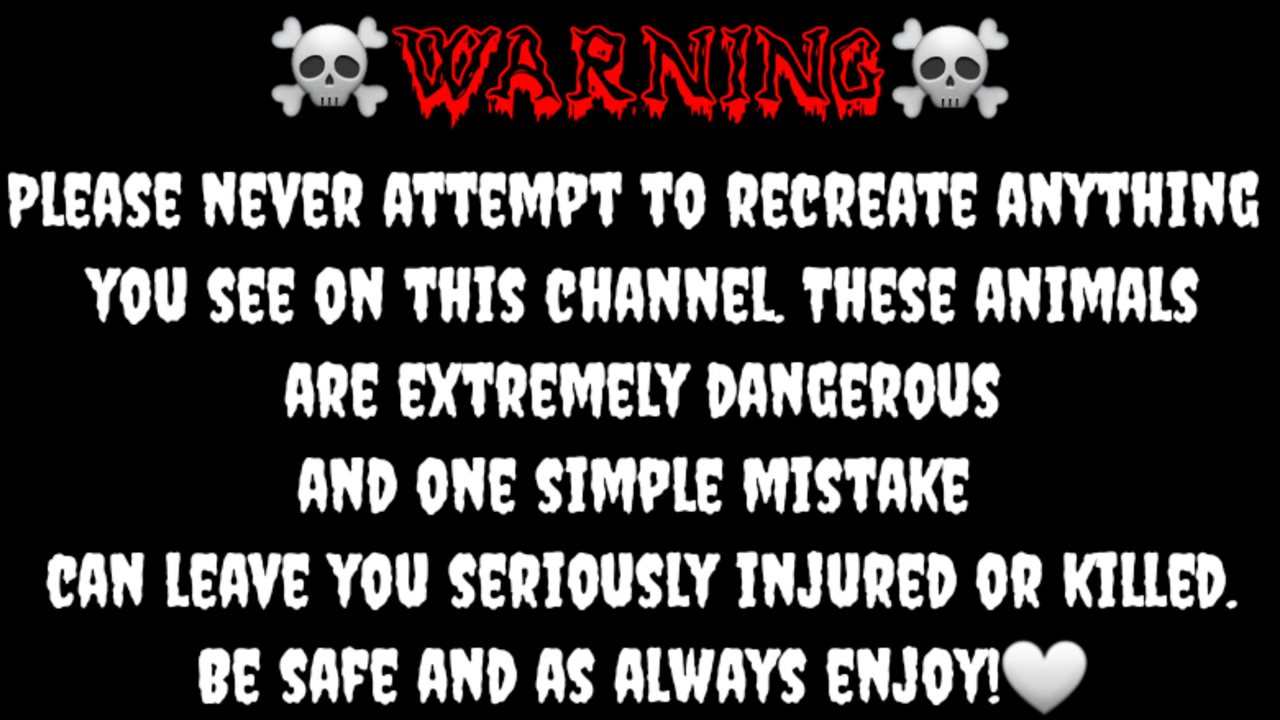 ☠️WARNING☠️
PLEASE NEVER ATTEMPT TO RECREATE ANYTHING
YOU SEE ON THIS CHANNEL. THESE ANIMALS
ARE EXTREMELY DANGEROUS
AND ONE SIMPLE MISTAKE
CAN LEAVE YOU SERIOUSLY INJURED OR KILLED.
BE SAFE AND AS ALWAYS ENJOY!🤍